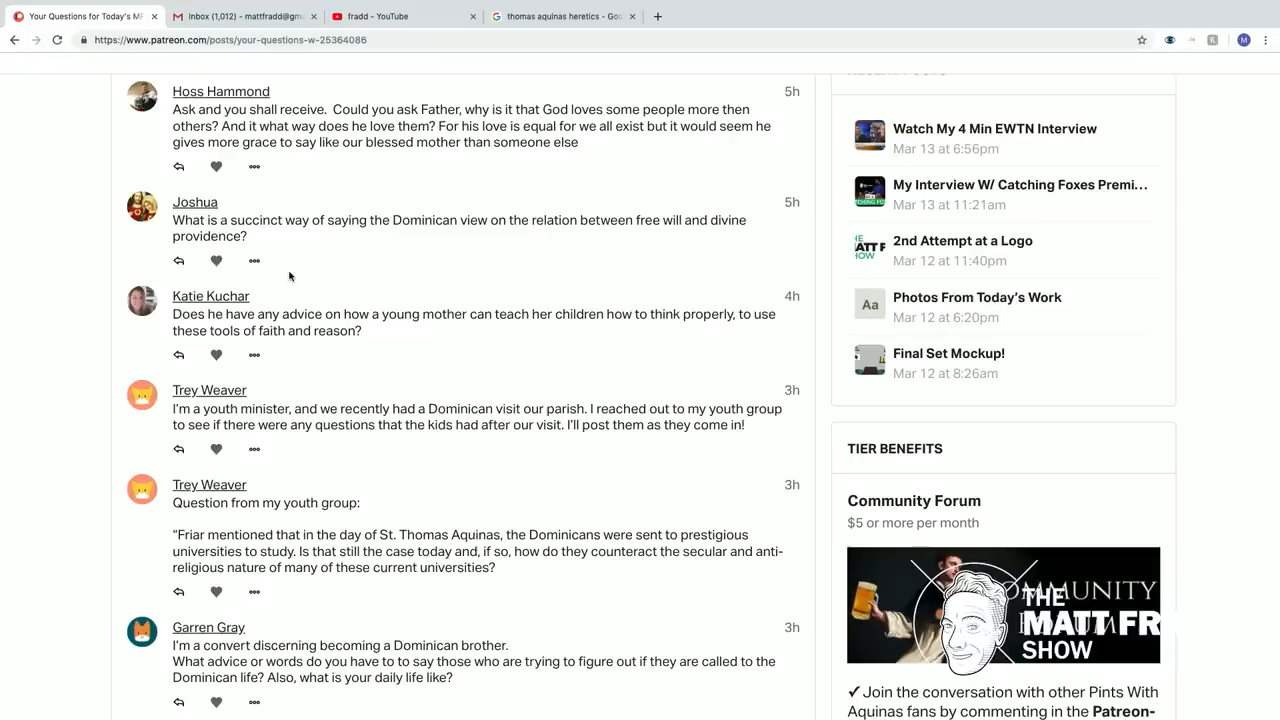 Your Questions for Today's MF
Inbox (1,012) - mattfradd@gm
fradd - YouTube
thomas aquinas heretics - Goo
https://www.patreon.com/posts/your-questions-w-25364086
Hoss Hammond
5h
Ask and you shall receive.  Could you ask Father, why is it that God loves some people more then
others? And it what way does he love them? For his love is equal for we all exist but it would seem he
gives more grace to say like our blessed mother than someone else
Joshua
5h
What is a succinct way of saying the Dominican view on the relation between free will and divine
providence?
Katie Kuchar
4h
Does he have any advice on how a young mother can teach her children how to think properly, to use
these tools of faith and reason?
Trey Weaver
3h
I'm a youth minister, and we recently had a Dominican visit our parish. I reached out to my youth group
to see if there were any questions that the kids had after our visit. I'll post them as they come in!
Trey Weaver
3h
Question from my youth group:
“Friar mentioned that in the day of St. Thomas Aquinas, the Dominicans were sent to prestigious
universities to study. Is that still the case today and, if so, how do they counteract the secular and anti-
religious nature of many of these current universities?
Garren Gray
3h
I'm a convert discerning becoming a Dominican brother.
What advice or words do you have to to say those who are trying to figure out if they are called to the
Dominican life? Also, what is your daily life like?
Watch My 4 Min EWTN Interview
Mar 13 at 6:56pm
My Interview W/ Catching Foxes Premi...
Mar 13 at 11:21am
2nd Attempt at a Logo
Mar 12 at 11:40pm
Aa
Photos From Today's Work
Mar 12 at 6:20pm
Final Set Mockup!
Mar 12 at 8:26am
TIER BENEFITS
Community Forum
$5 or more per month
THE
MATT FR
SHOW
✔ Join the conversation with other Pints With
Aquinas fans by commenting in the Patreon-